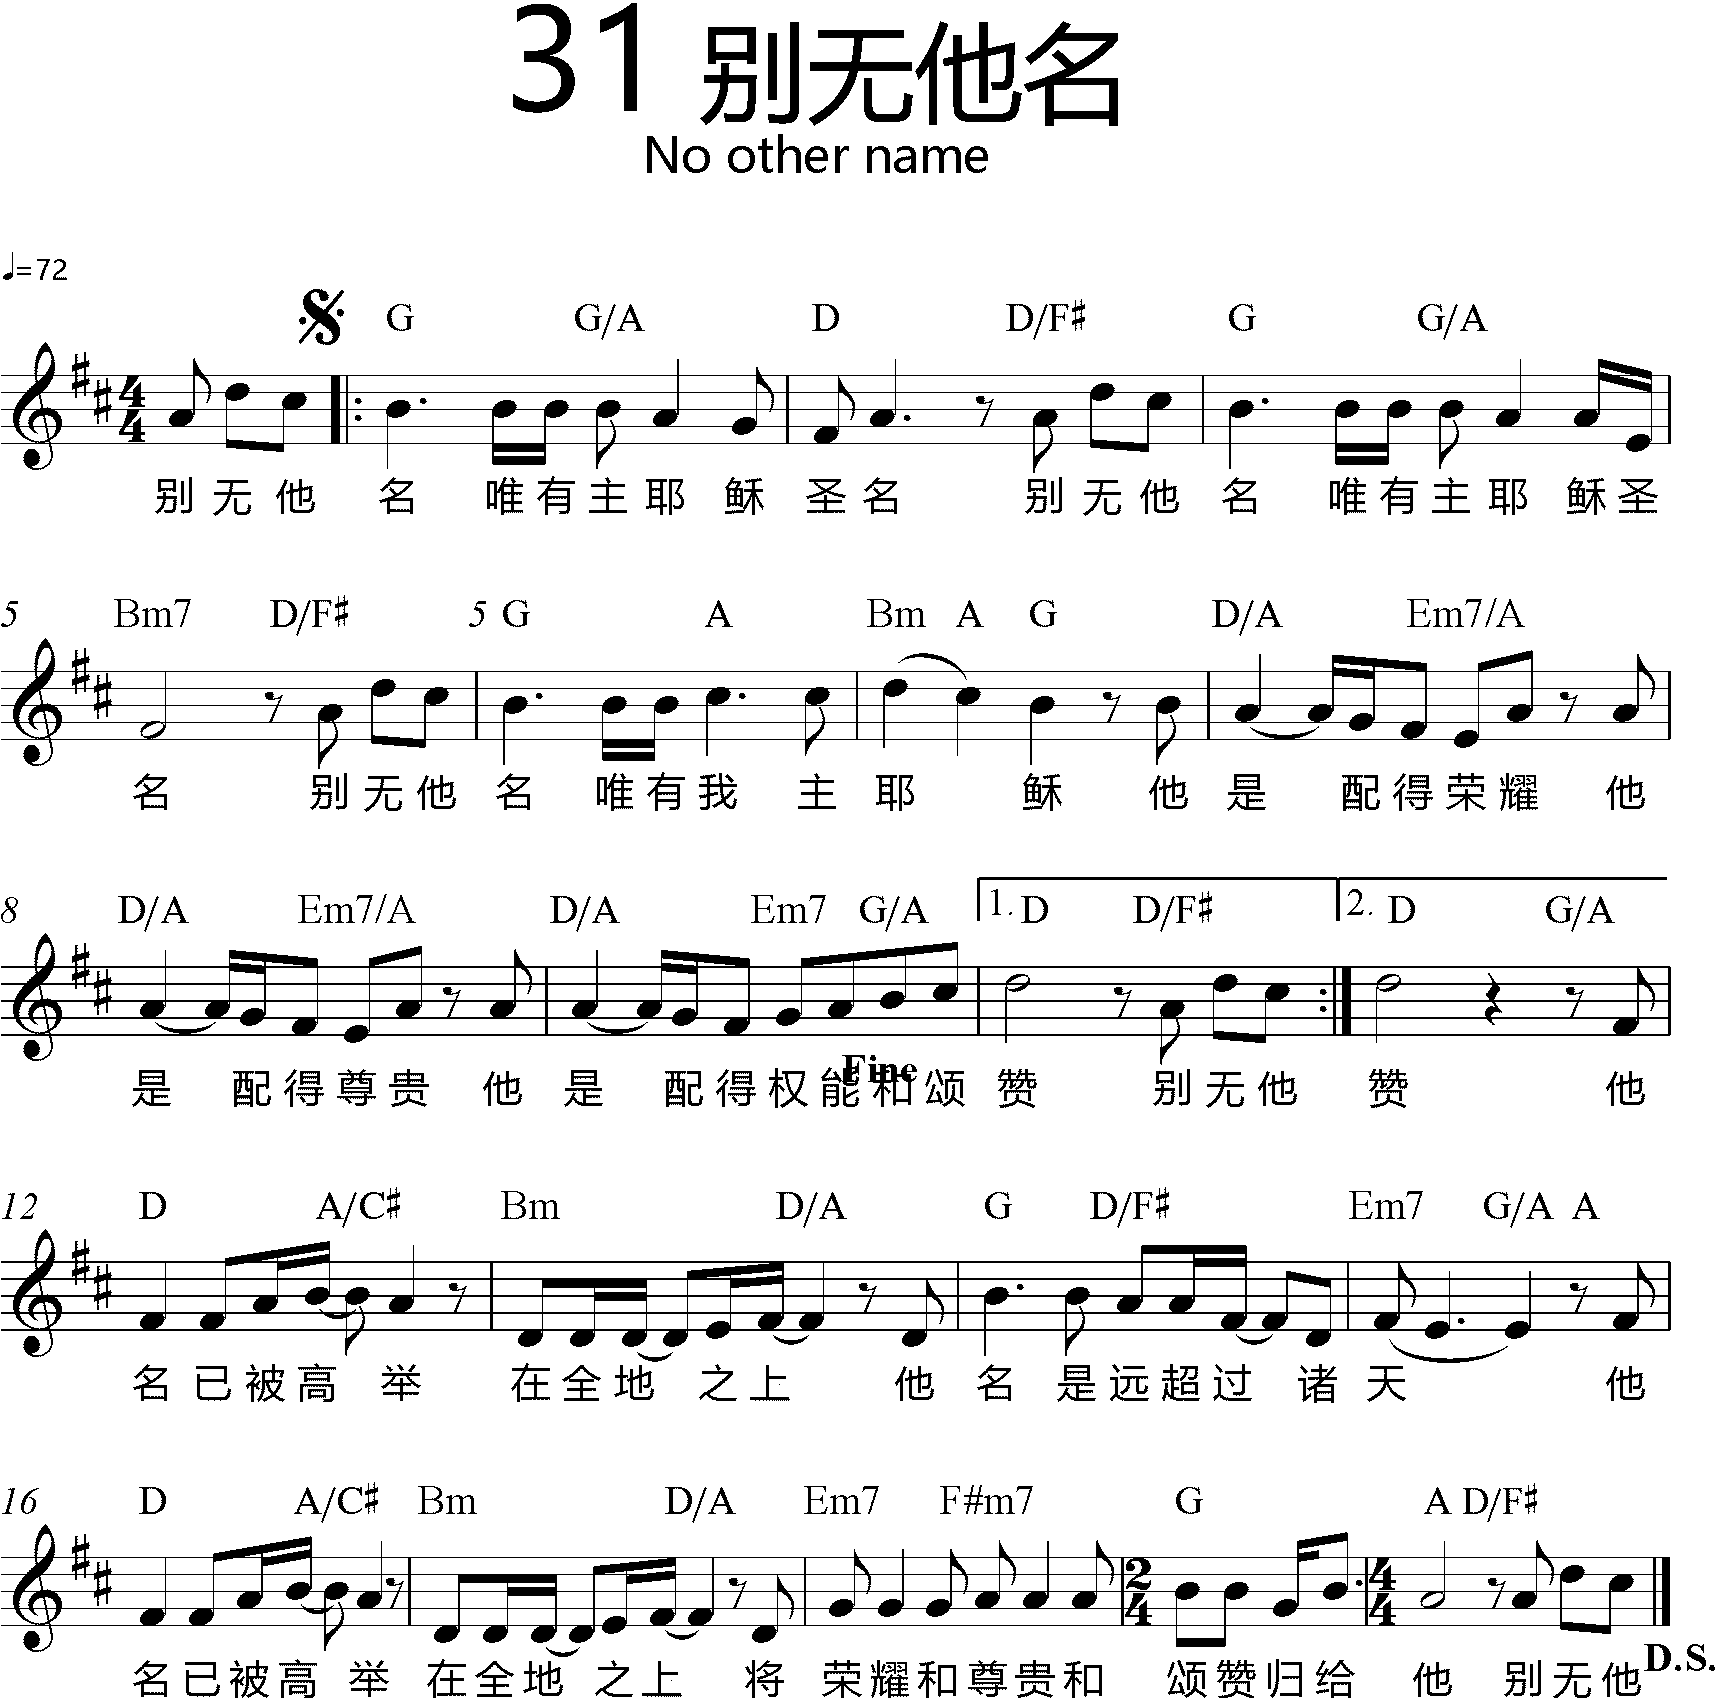 31 别无他名
No other name
♩=72
G G/A D D/F♯ G G/A
别无他名 唯有主耶稣圣名 别无他名 唯有主耶稣圣
5 Bm7 D/F♯ 5 G A Bm A G D/A Em7/A
名 别无他名 唯有我主耶稣他是配得荣耀他
8 D/A Em7/A D/A Em7 G/A 1. D D/F♯ 2. D G/A
Fine
是配得尊贵他是配得权能和颂赞 别无他赞 他
12 D A/C♯ Bm D/A G D/F♯ Em7 G/A A
名已被高举 在全地之上 他名是远超过诸天 他
16 D A/C♯ Bm D/A Em7 F#m7 G A D/F♯
名已被高举在全地之上 将荣耀和尊贵和颂赞归给他别无他
D.S.